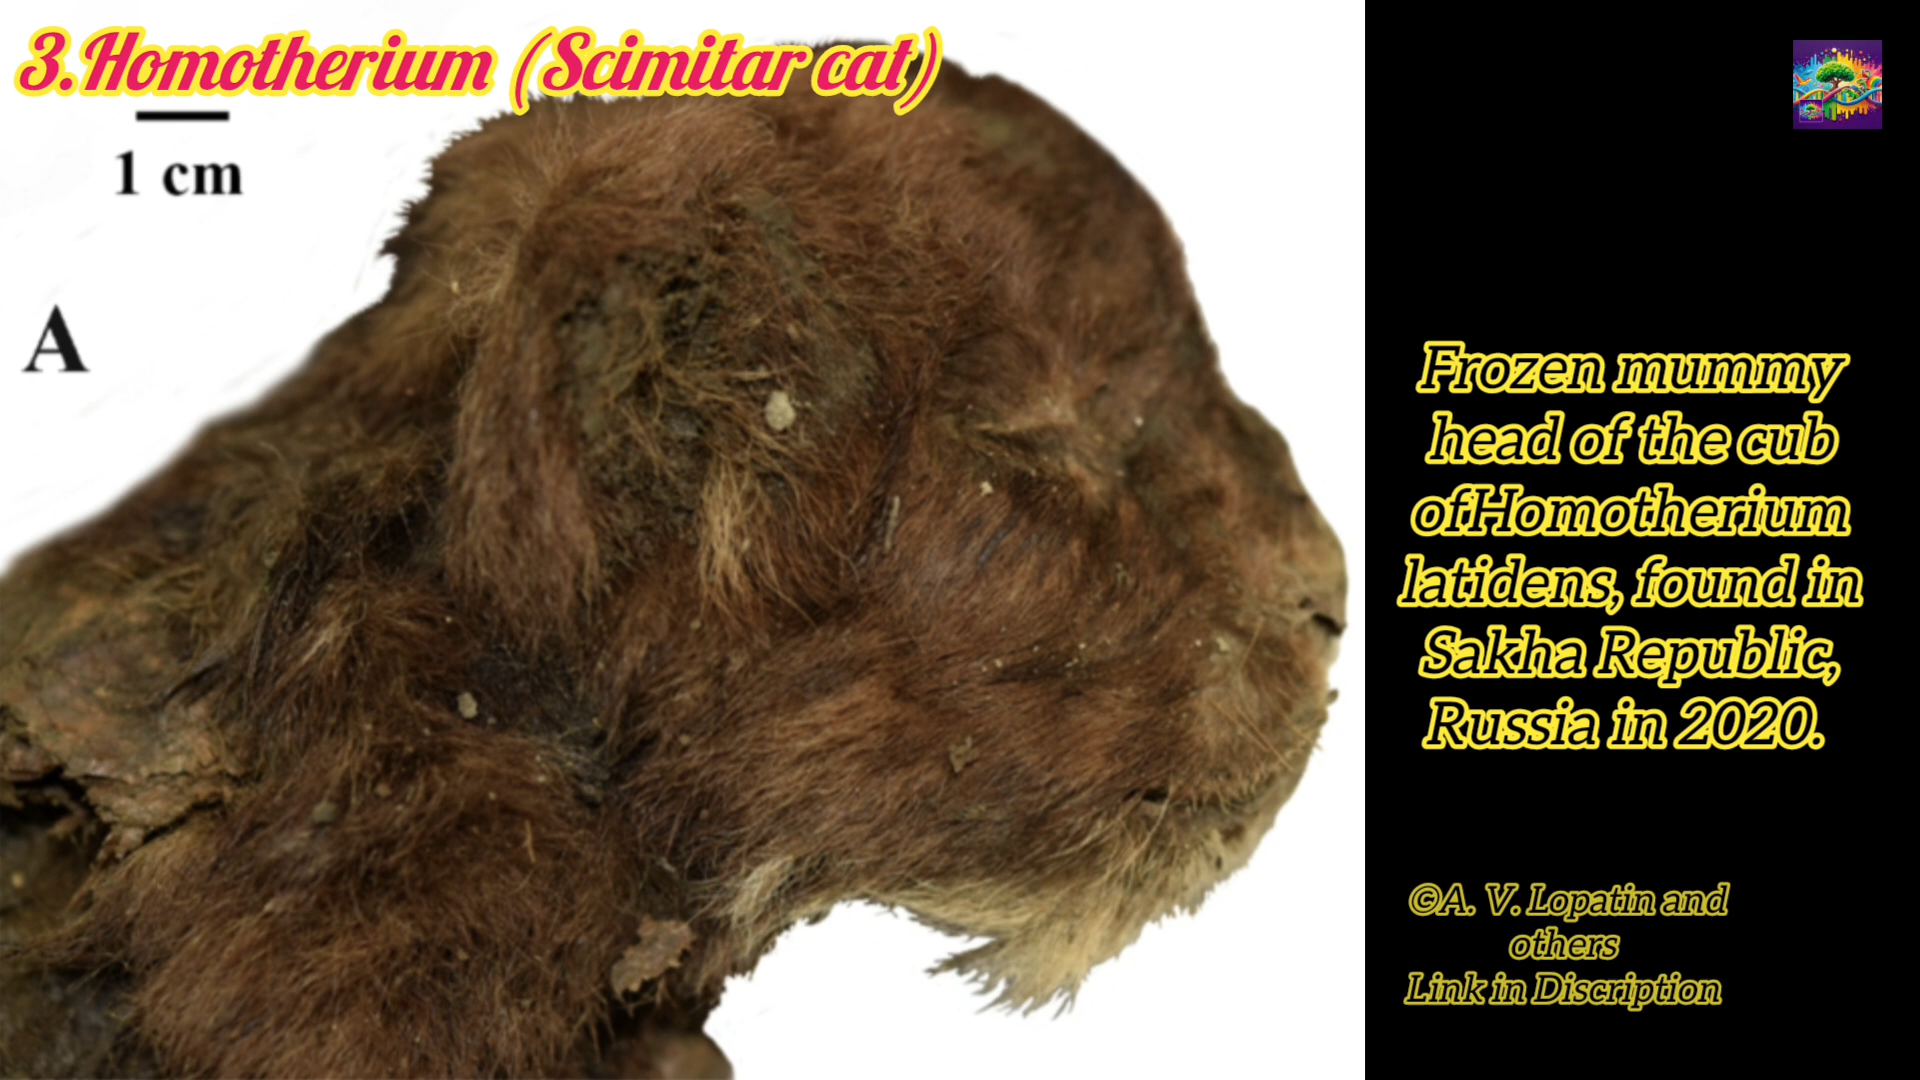 3.Homotherium (Scimitar cat)
1 cm
A
Frozen mummy
head of the cub
ofHomotherium
latidens, found in
Sakha Republic,
Russia in 2020.
©A. V. Lopatin and
others
Link in Discription